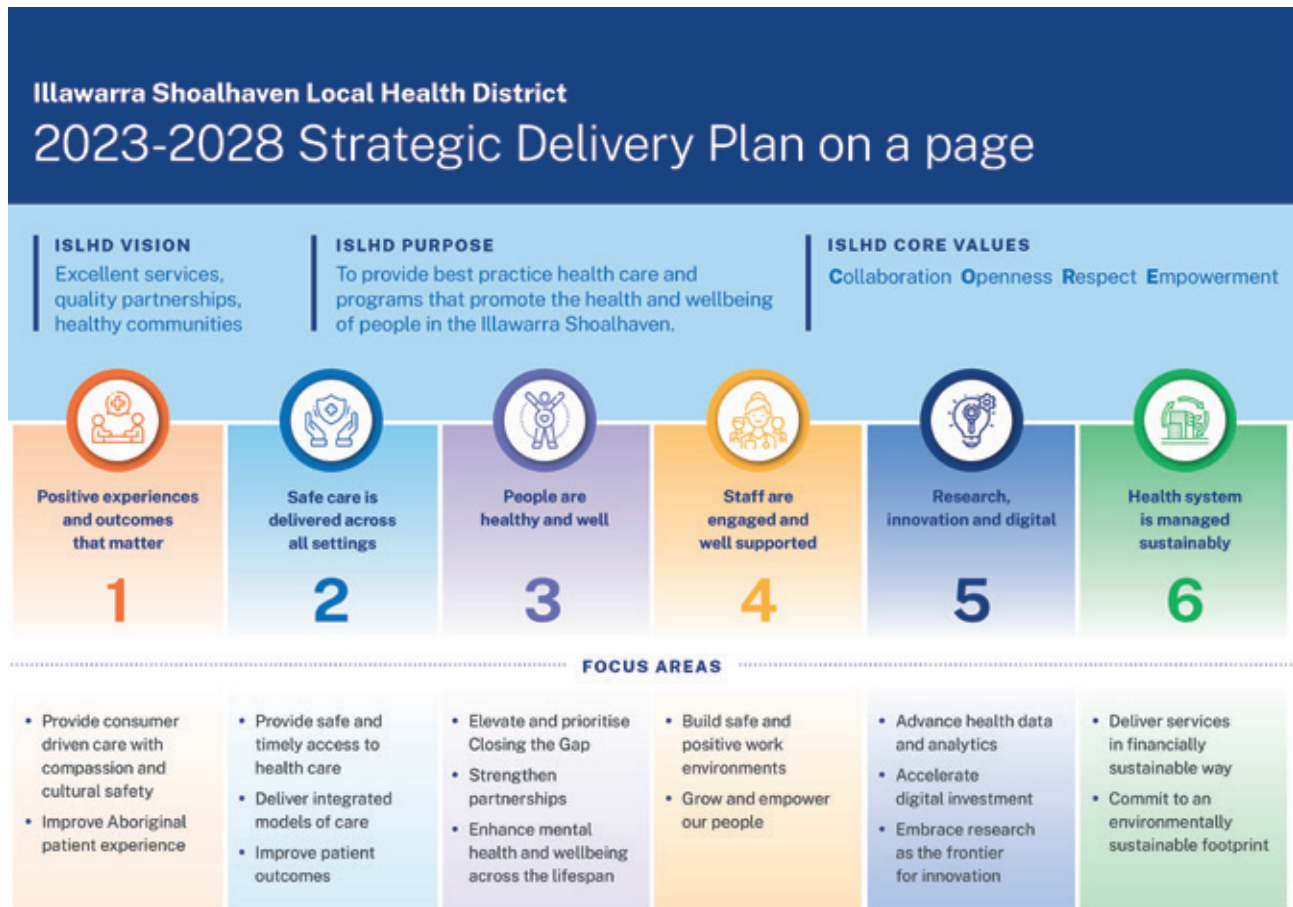 Illawarra Shoalhaven Local Health District
2023-2028 Strategic Delivery Plan on a page
ISLHD VISION
Excellent services,
quality partnerships,
healthy communities
ISLHD PURPOSE
To provide best practice health care and
programs that promote the health and wellbeing
of people in the Illawarra Shoalhaven.
ISLHD CORE VALUES
Collaboration Openness Respect Empowerment
Positive experiences
and outcomes
that matter
1
Safe care is
delivered across
all settings
2
People are
healthy and well
3
Staff are
engaged and
well supported
4
Research,
innovation and digital
5
Health system
is managed
sustainably
6
FOCUS AREAS
• Provide consumer
driven care with
compassion and
cultural safety
• Improve Aboriginal
patient experience
• Provide safe and
timely access to
health care
• Deliver integrated
models of care
• Improve patient
outcomes
• Elevate and prioritise
Closing the Gap
• Strengthen
partnerships
• Enhance mental
health and wellbeing
across the lifespan
• Build safe and
positive work
environments
• Grow and empower
our people
• Advance health data
and analytics
• Accelerate
digital investment
• Embrace research
as the frontier
for innovation
• Deliver services
in financially
sustainable way
• Commit to an
environmentally
sustainable footprint